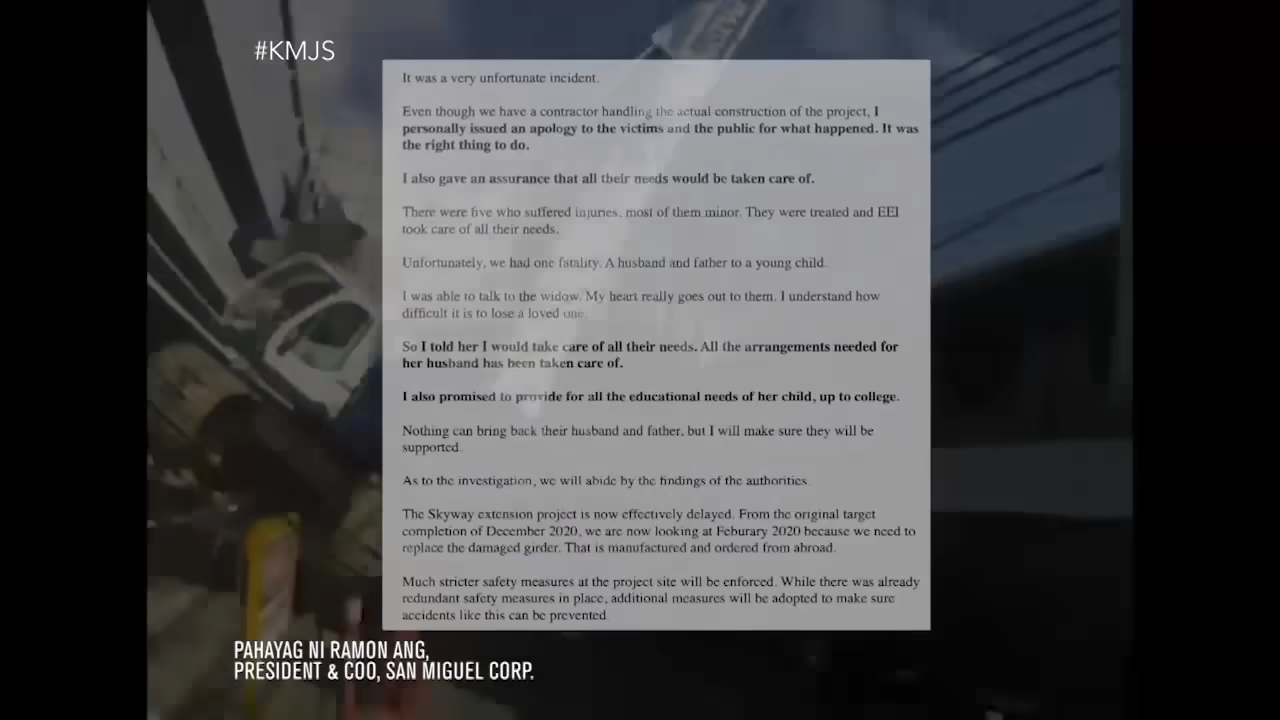 #KMJS
It was a very unfortunate incident.
Even though we have a contractor handling the actual construction of the project, I
personally issued an apology to the victims and the public for what happened. It was
the right thing to do.
I also gave an assurance that all their needs would be taken care of.
There were five who suffered injuries, most of them minor. They were treated and EEI
took care of all their needs.
Unfortunately, we had one fatality. A husband and father to a young child.
I was able to talk to the widow. My heart really goes out to them. I understand how
difficult it is to lose a loved one.
So I told her I would take care of all their needs. All the arrangements needed for
her husband has been taken care of.
I also promised to provide for all the educational needs of her child, up to college.
Nothing can bring back their husband and father, but I will make sure they will be
supported.
As to the investigation, we will abide by the findings of the authorities.
The Skyway extension project is now effectively delayed. From the original target
completion of December 2020, we are now looking at Feburary 2020 because we need to
replace the damaged girder. That is manufactured and ordered from abroad.
Much stricter safety measures at the project site will be enforced. While there was already
redundant safety measures in place, additional measures will be adopted to make sure
accidents like this can be prevented.
PAHAYAG NI RAMON ANG,
PRESIDENT & COO, SAN MIGUEL CORP.